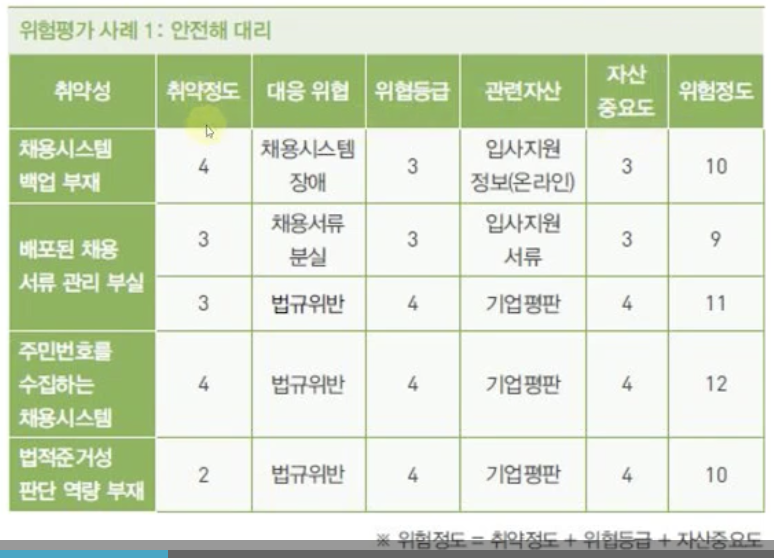 위험평가 사례 1: 안전해 대리
취약성 취약정도 대응 위협 위협등급 관련자산 자산 중요도 위험정도
채용시스템 백업 부재 4 채용시스템 장애 3 입사지원 정보(온라인) 3 10
배포된 채용 서류 관리 부실 3 채용서류 분실 3 입사지원 서류 3 9
3 법규위반 4 기업평판 4 11
주민번호를 수집하는 채용시스템 4 법규위반 4 기업평판 4 12
법적준거성 판단 역량 부재 2 법규위반 4 기업평판 4 10
※ 위험정도 = 취약정도 + 위협등급 + 자산중요도